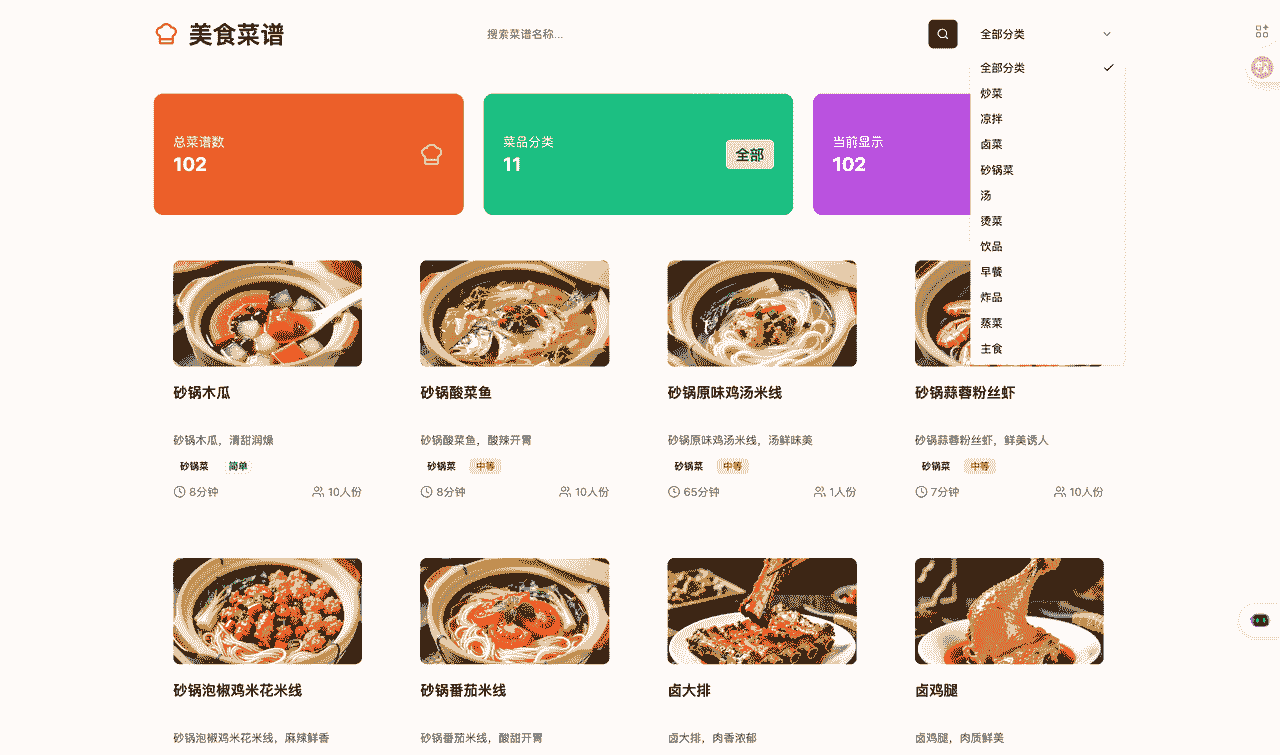 美食菜谱
搜索菜谱名称...
全部分类
全部分类
炒菜
凉拌
卤菜
砂锅菜
汤
烫菜
饮品
早餐
炸品
蒸菜
主食
总菜谱数
102
菜品分类
11
全部
当前显示
102
砂锅木瓜
砂锅木瓜，清甜润燥
砂锅菜 简单
6分钟 10人份
砂锅酸菜鱼
砂锅酸菜鱼，酸辣开胃
砂锅菜 中等
8分钟 10人份
砂锅原味鸡汤米线
砂锅原味鸡汤米线，汤鲜味美
砂锅菜 中等
65分钟 1人份
砂锅蒜蓉粉丝虾
砂锅蒜蓉粉丝虾，鲜美诱人
砂锅菜 中等
7分钟 10人份
砂锅泡椒鸡米花米线
砂锅泡椒鸡米花米线，麻辣鲜香
砂锅番茄米线
砂锅番茄米线，酸甜开胃
卤大排
卤大排，肉香浓郁
卤鸡腿
卤鸡腿，肉质鲜美